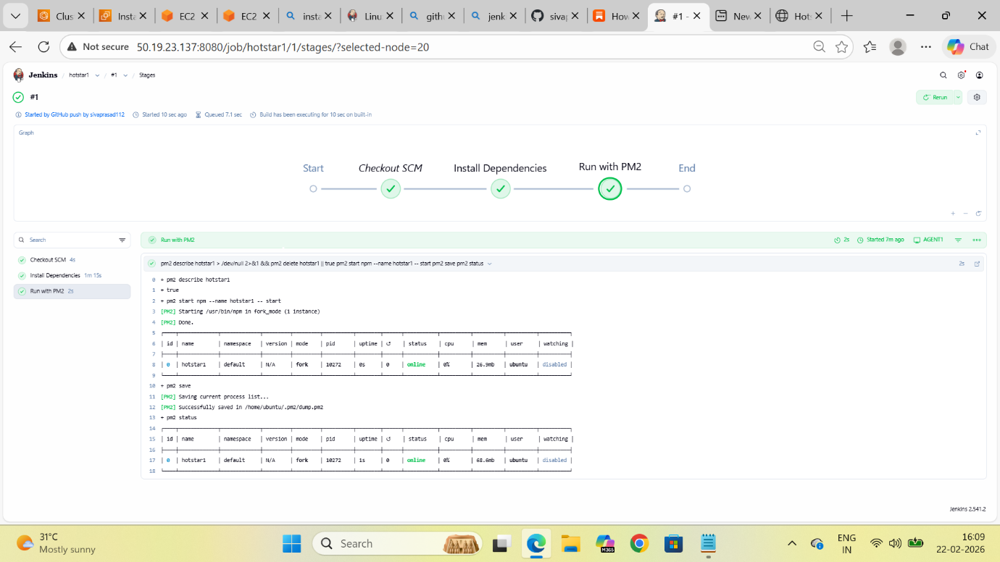 Clus
Insta
EC2
EC2
insta
Linu
githu
jenk
sivap
How
#1 -
New
Hots
Not secure 50.19.23.137:8080/job/hotstar1/1/stages/?selected-node=20
Chat
Jenkins / hotstar1 / #1 / Stages
#1
Rerun
Started by GitHub push by sivaprasad112 Started 10 sec ago Queued 7.1 sec Build has been executing for 10 sec on built-in
Graph
Start Checkout SCM Install Dependencies Run with PM2 End
Search
Run with PM2 2s Started 7m ago AGENT1
Checkout SCM 4s
Install Dependencies 1m 15s
Run with PM2 2s
pm2 describe hotstar1 > /dev/null 2>&1 && pm2 delete hotstar1 || true pm2 start npm --name hotstar1 -- start pm2 save pm2 status 2s
0 + pm2 describe hotstar1
1 + true
2 + pm2 start npm --name hotstar1 -- start
3 [PM2] Starting /usr/bin/npm in fork_mode (1 instance)
4 [PM2] Done.
5
6 │ id │ name │ namespace │ version │ mode │ pid │ uptime │ ↺ │ status │ cpu │ mem │ user │ watching │
7
8 │ 0 │ hotstar1 │ default │ N/A │ fork │ 10272 │ 0s │ 0 │ online │ 0% │ 26.9mb │ ubuntu │ disabled │
9
10 + pm2 save
11 [PM2] Saving current process list...
12 [PM2] Successfully saved in /home/ubuntu/.pm2/dump.pm2
13 + pm2 status
14
15 │ id │ name │ namespace │ version │ mode │ pid │ uptime │ ↺ │ status │ cpu │ mem │ user │ watching │
16
17 │ 0 │ hotstar1 │ default │ N/A │ fork │ 10272 │ 1s │ 0 │ online │ 0% │ 68.6mb │ ubuntu │ disabled │
18
Jenkins 2.541.2
31°C
Mostly sunny
Search
M365
ENG
IN
16:09
22-02-2026